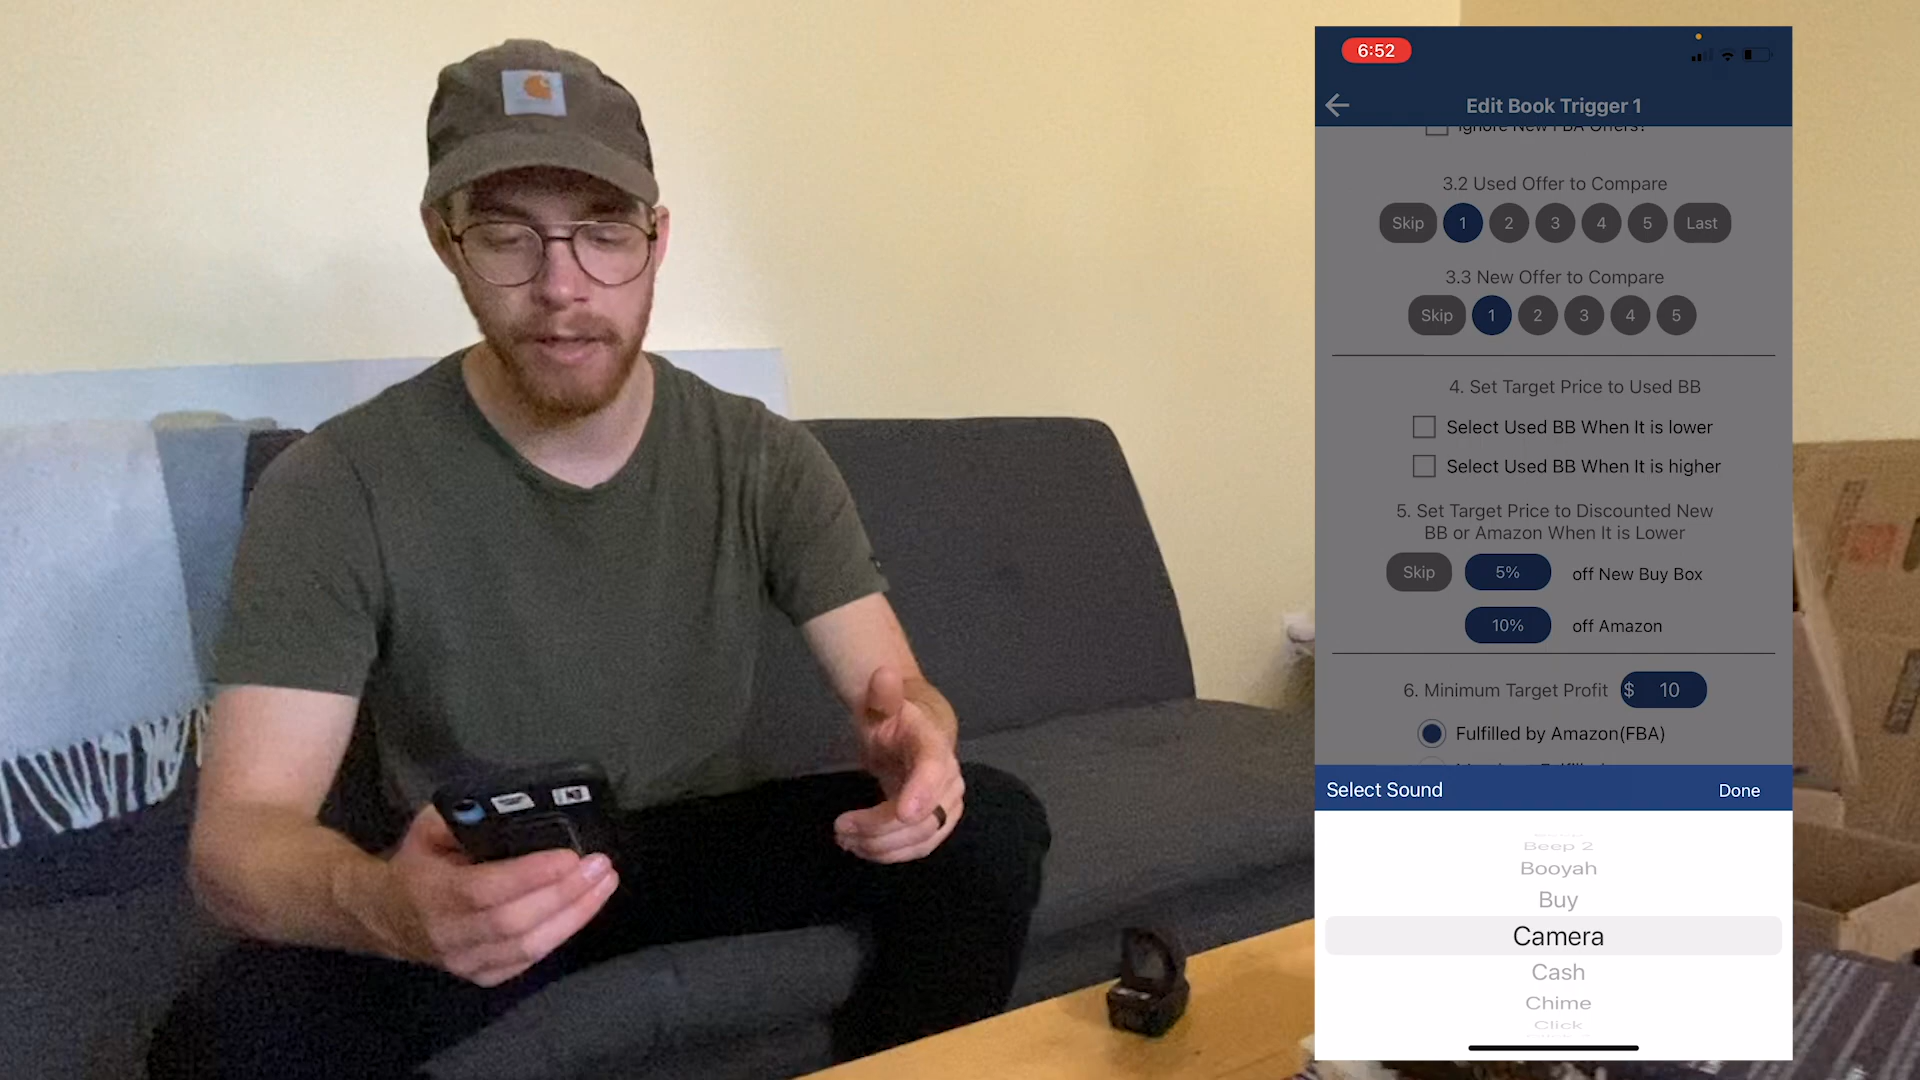 6:52
Edit Book Trigger 1
Ignore New FBA Offers?
3.2 Used Offer to Compare
Skip 1 2 3 4 5 Last
3.3 New Offer to Compare
Skip 1 2 3 4 5
4. Set Target Price to Used BB
Select Used BB When It is lower
Select Used BB When It is higher
5. Set Target Price to Discounted New
BB or Amazon When It is Lower
Skip 5% off New Buy Box
10% off Amazon
6. Minimum Target Profit $ 10
Fulfilled by Amazon(FBA)
Select Sound Done
Beep 2
Booyah
Buy
Camera
Cash
Chime
Click